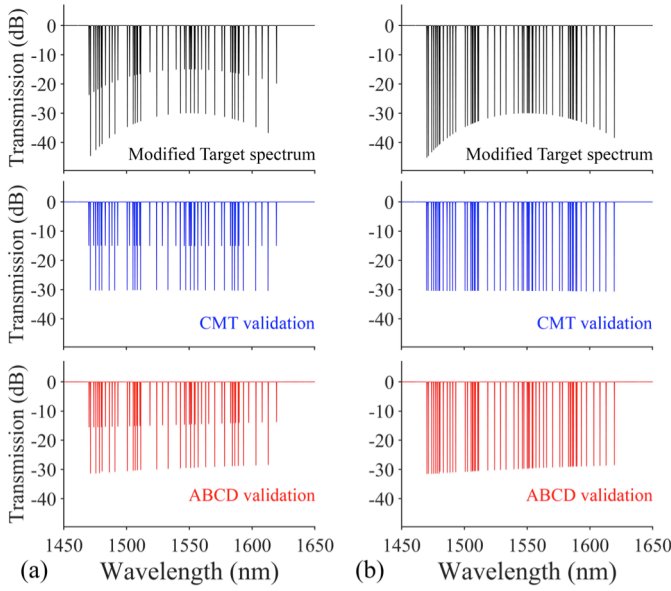 Transmission (dB)
0
-10
-20
-30
-40
Modified Target spectrum
0
-10
-20
-30
-40
Modified Target spectrum
Transmission (dB)
0
-10
-20
-30
-40
CMT validation
0
-10
-20
-30
-40
CMT validation
Transmission (dB)
0
-10
-20
-30
-40
ABCD validation
0
-10
-20
-30
-40
ABCD validation
1450 1500 1550 1600 1650
1450 1500 1550 1600 1650
(a) Wavelength (nm)
(b) Wavelength (nm)